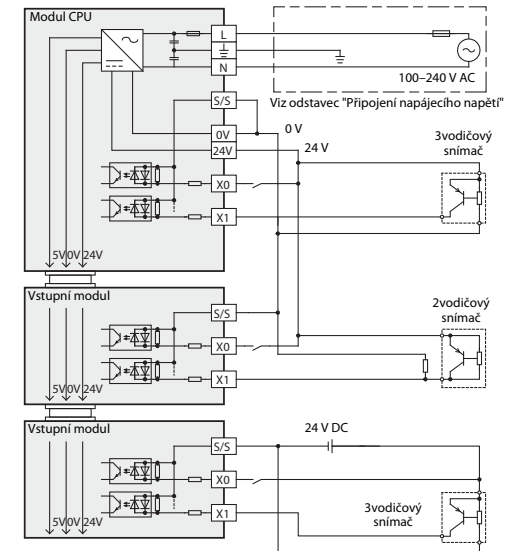 Modul CPU
L
N
100–240 V AC
Viz odstavec "Připojení napájecího napětí"
S/S
0V
0 V
24V
24 V
3vodičový
snímač
X0
X1
5V 0V 24V
Vstupní modul
S/S
2vodičový
snímač
X0
X1
5V 0V 24V
Vstupní modul
24 V DC
S/S
X0
3vodičový
snímač
X1
5V 0V 24V